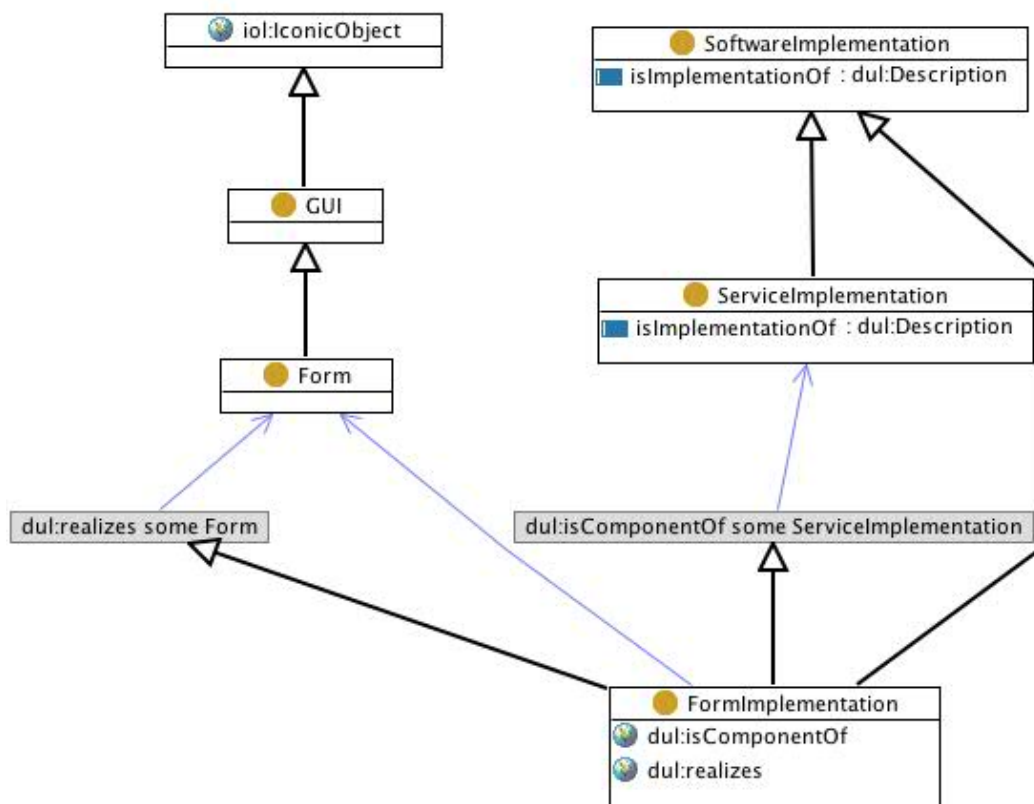 iol:IconicObject
SoftwareImplementation
isImplementationOf : dul:Description
GUI
ServiceImplementation
isImplementationOf : dul:Description
Form
dul:realizes some Form
dul:isComponentOf some ServiceImplementation
FormImplementation
dul:isComponentOf
dul:realizes